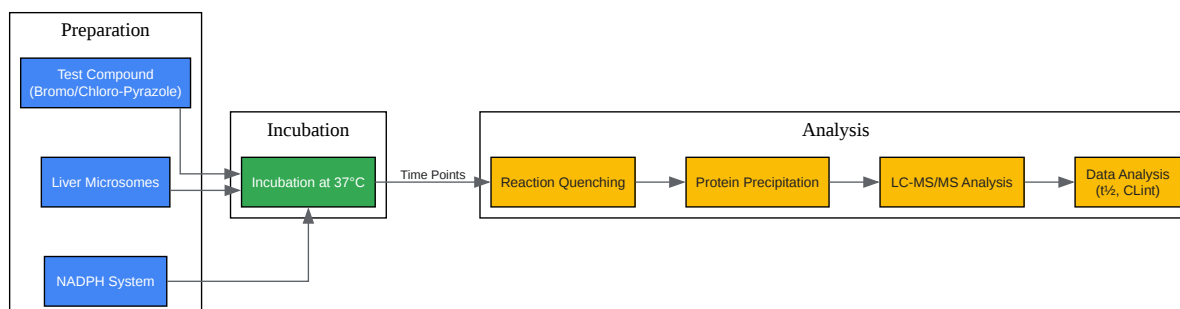 Preparation
Test Compound
(Bromo/Chloro-Pyrazole)
Liver Microsomes
NADPH System
Incubation
Incubation at 37°C
Time Points
Analysis
Reaction Quenching
Protein Precipitation
LC-MS/MS Analysis
Data Analysis
(t½, CLint)